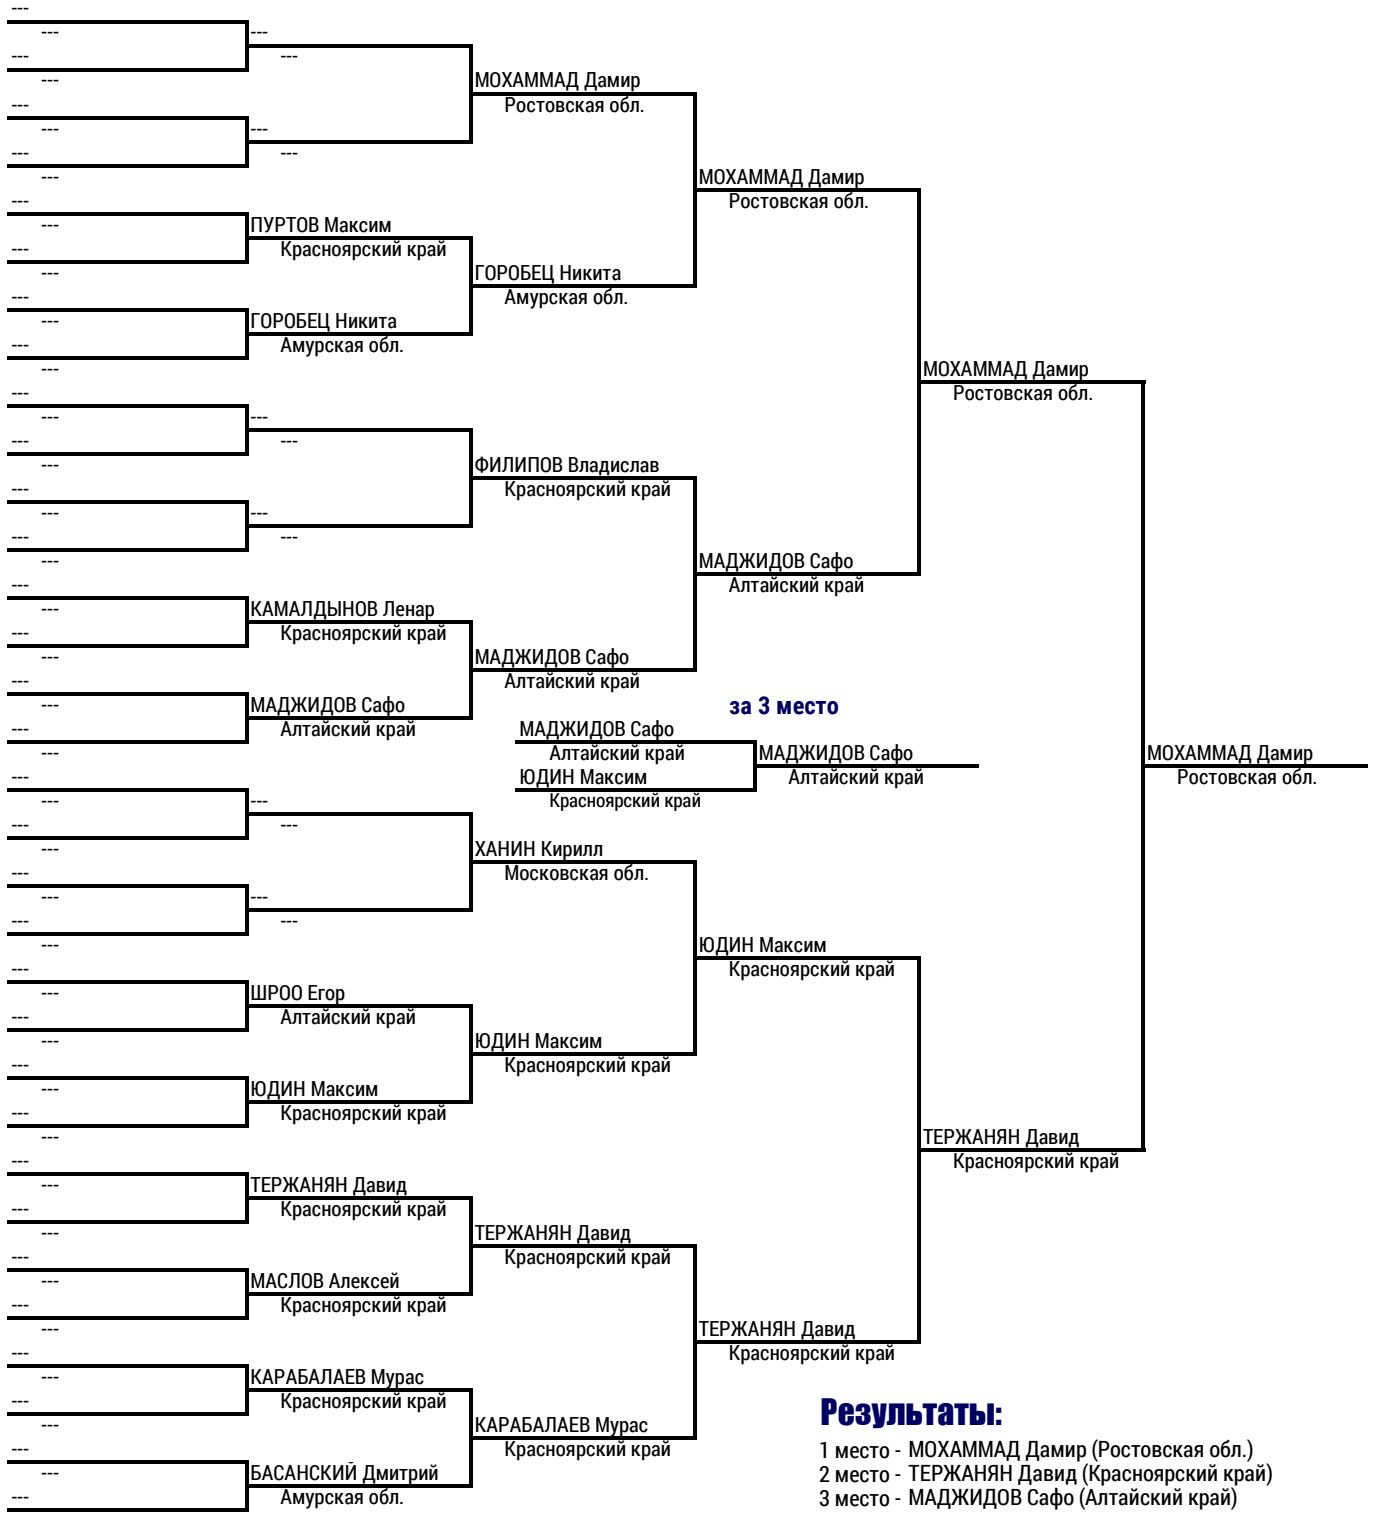 ---
---
---
---
---
---
МОХАММАД Дамир
---
Ростовская обл.
---
---
---
---
---
МОХАММАД Дамир
---
Ростовская обл.
---
ПУРТОВ Максим
---
Красноярский край
---
ГОРОБЕЦ Никита
---
Амурская обл.
---
ГОРОБЕЦ Никита
---
Амурская обл.
---
МОХАММАД Дамир
---
Ростовская обл.
---
---
---
---
---
ФИЛИПОВ Владислав
---
Красноярский край
---
---
---
---
---
МАДЖИДОВ Сафо
---
Алтайский край
---
КАМАЛДЫНОВ Ленар
---
Красноярский край
---
МАДЖИДОВ Сафо
---
Алтайский край
---
МАДЖИДОВ Сафо
за 3 место
---
Алтайский край
МАДЖИДОВ Сафо
---
Алтайский край
МАДЖИДОВ Сафо
МОХАММАД Дамир
---
ЮДИН Максим
Алтайский край
Ростовская обл.
---
---
Красноярский край
---
---
---
ХАНИН Кирилл
---
Московская обл.
---
---
---
---
---
ЮДИН Максим
---
Красноярский край
---
ШРОО Егор
---
Алтайский край
---
ЮДИН Максим
---
Красноярский край
---
ЮДИН Максим
---
Красноярский край
---
ТЕРЖАНЯН Давид
---
Красноярский край
---
ТЕРЖАНЯН Давид
---
Красноярский край
---
ТЕРЖАНЯН Давид
---
Красноярский край
---
МАСЛОВ Алексей
---
Красноярский край
---
ТЕРЖАНЯН Давид
---
Красноярский край
---
КАРАБАЛАЕВ Мурас
---
Красноярский край
Результаты:
---
КАРАБАЛАЕВ Мурас
---
Красноярский край
1 место - МОХАММАД Дамир (Ростовская обл.)
---
БАСАНСКИЙ Дмитрий
2 место - ТЕРЖАНЯН Давид (Красноярский край)
---
Амурская обл.
3 место - МАДЖИДОВ Сафо (Алтайский край)